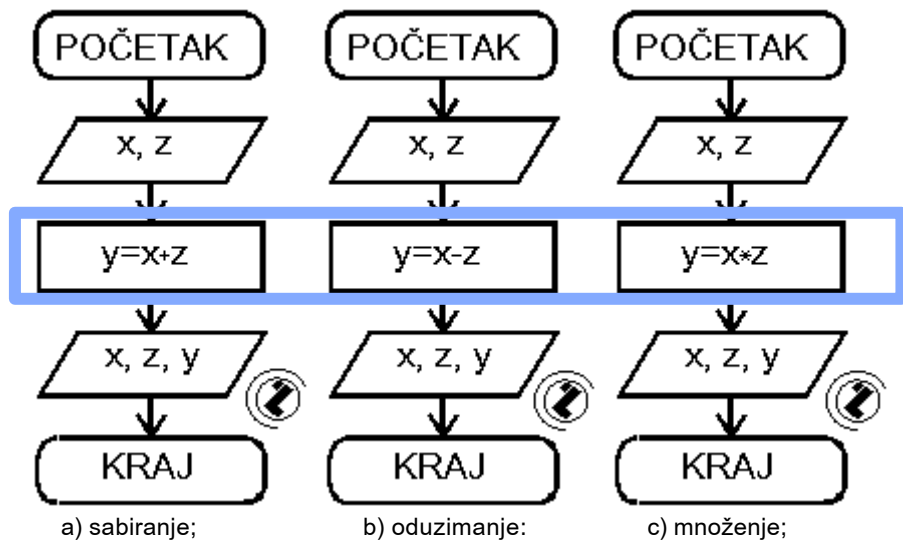 POČETAK
x, z
y=x+z
x, z, y
KRAJ
a) sabiranje;
POČETAK
x, z
y=x-z
x, z, y
KRAJ
b) oduzimanje:
POČETAK
x, z
y=x*z
x, z, y
KRAJ
c) množenje;